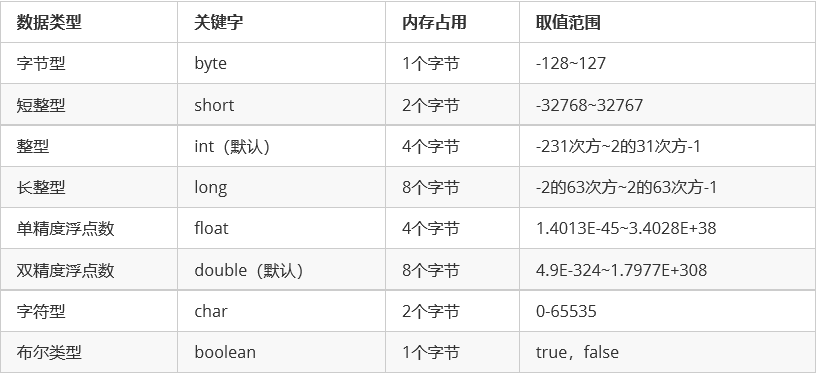 数据类型 关键字 内存占用 取值范围
字节型 byte 1个字节 -128~127
短整型 short 2个字节 -32768~32767
整型 int（默认） 4个字节 -231次方~2的31次方-1
长整型 long 8个字节 -2的63次方~2的63次方-1
单精度浮点数 float 4个字节 1.4013E-45~3.4028E+38
双精度浮点数 double（默认） 8个字节 4.9E-324~1.7977E+308
字符型 char 2个字节 0-65535
布尔类型 boolean 1个字节 true，false